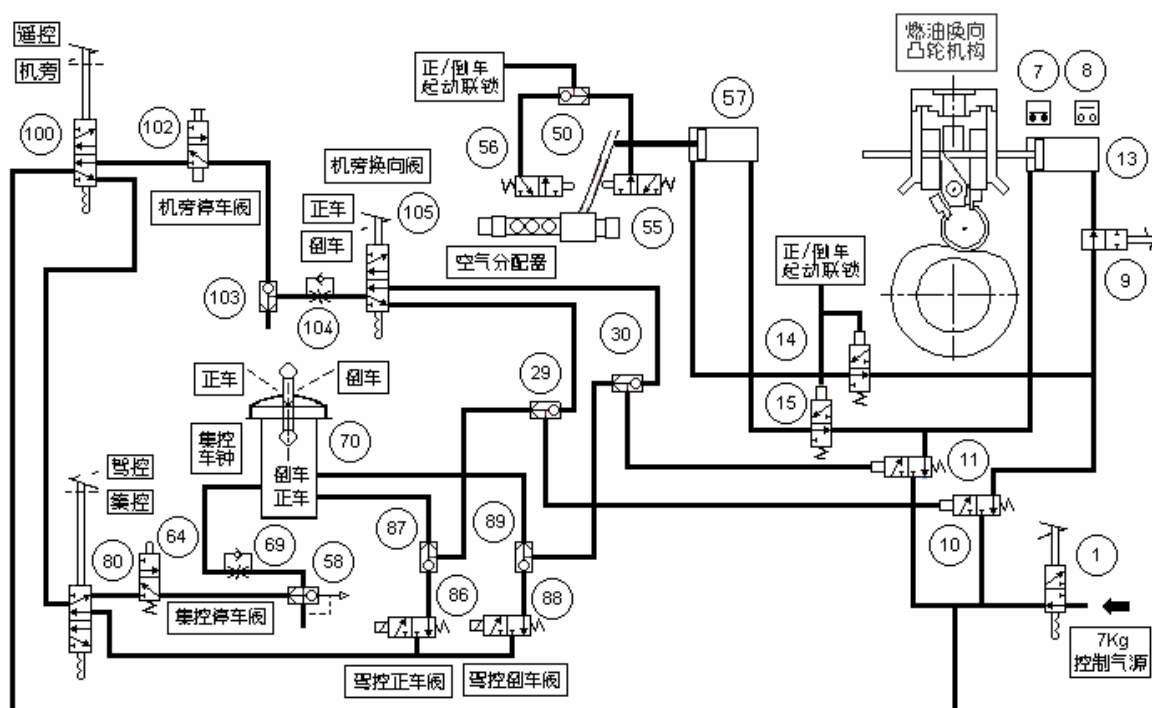 遥控
机旁
100
102
机旁停车阀
正/倒车
起动联锁
56
50
57
55
空气分配器
燃油换向
凸轮机构
7
8
13
9
机旁换向阀
正车
105
倒车
103
104
正/倒车
起动联锁
14
15
30
29
正车
倒车
集控
车钟
70
倒车
正车
驾控
集控
80
64
69
58
集控停车阀
87
89
86
88
驾控正车阀
驾控倒车阀
11
10
1
7Kg
控制气源